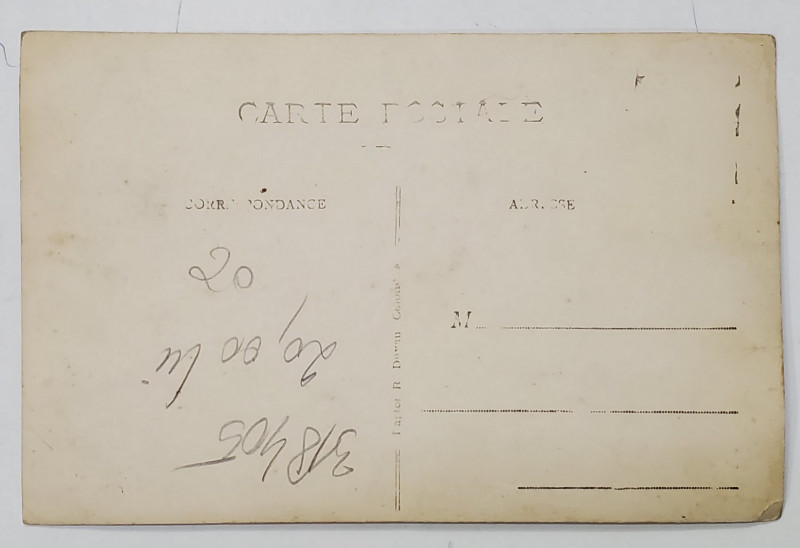 CARTE POSTALE
CORRESPONDANCE
ADRESSE
M
20
20,00 lei
318405